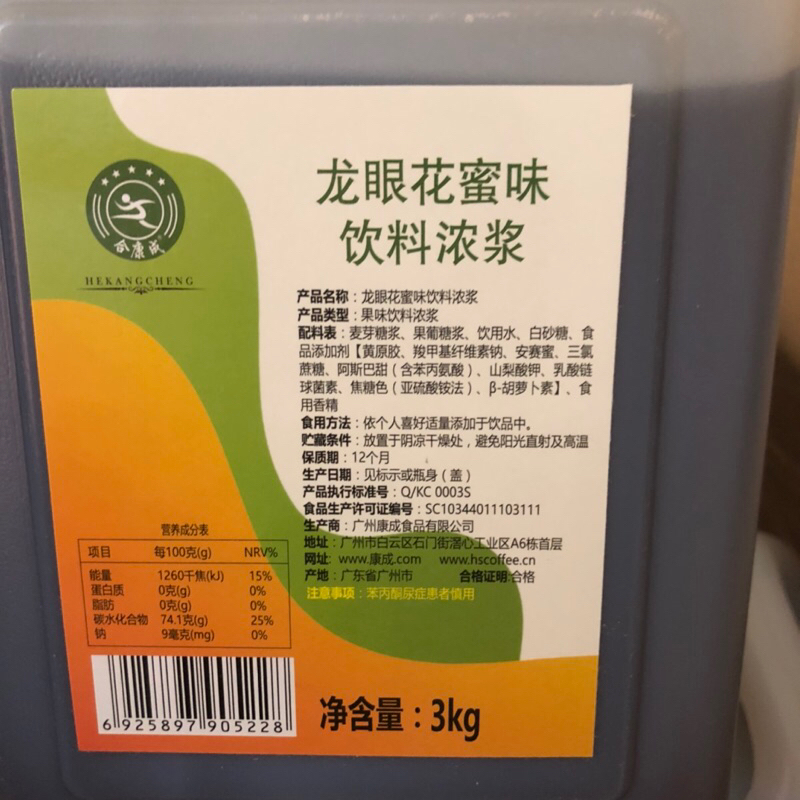 合康成
HEKANGCHENG
龙眼花蜜味
饮料浓浆
产品名称：龙眼花蜜味饮料浓浆
产品类型：果味饮料浓浆
配料表：麦芽糖浆、果葡糖浆、饮用水、白砂糖、食
品添加剂【黄原胶、羧甲基纤维素钠、安赛蜜、三氯
蔗糖、阿斯巴甜（含苯丙氨酸）、山梨酸钾、乳酸链
球菌素、焦糖色（亚硫酸铵法）、β-胡萝卜素】、食
用香精
食用方法：依个人喜好适量添加于饮品中。
贮藏条件：放置于阴凉干燥处，避免阳光直射及高温
保质期：12个月
生产日期：见标示或瓶身（盖）
产品执行标准号：Q/KC 0003S
食品生产许可证编号：SC10344011103111
生产商：广州康成食品有限公司
地址：广州市白云区石门街滘心工业区A6栋首层
网址: www.康成.com www.hscoffee.cn
产地：广东省广州市 合格证明:合格
注意事项：苯丙酮尿症患者慎用
营养成分表
项目 每100克(g) NRV%
能量 1260千焦(kJ) 15%
蛋白质 0克(g) 0%
脂肪 0克(g) 0%
碳水化合物 74.1克(g) 25%
钠 9毫克(mg) 0%
6 925897 905228
净含量：3kg